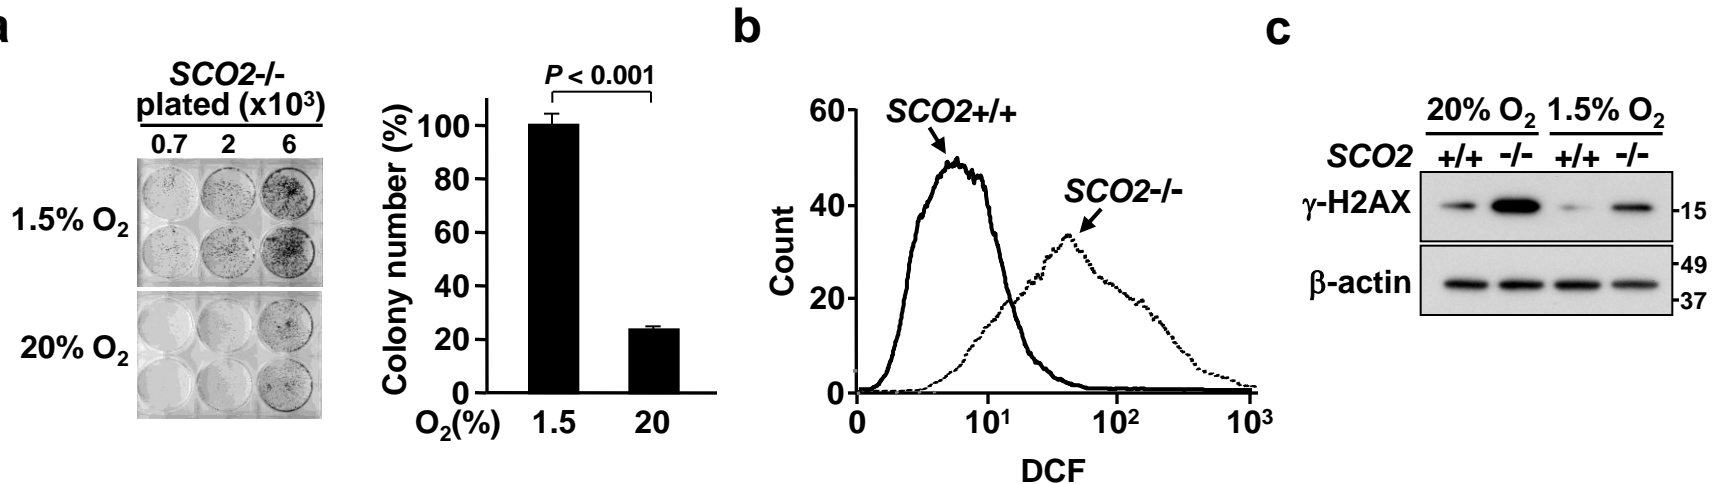 a
SCO2-/-
plated (x10³)
0.7 2 6
1.5% O₂
20% O₂
P < 0.001
Colony number (%)
100
80
60
40
20
0
O₂(%) 1.5 20
b
SCO2+/+
SCO2-/-
Count
60
40
20
0
0 10¹ 10² 10³
DCF
c
20% O₂ 1.5% O₂
SCO2 +/+ -/- +/+ -/-
γ-H2AX
-15
β-actin
-49
-37